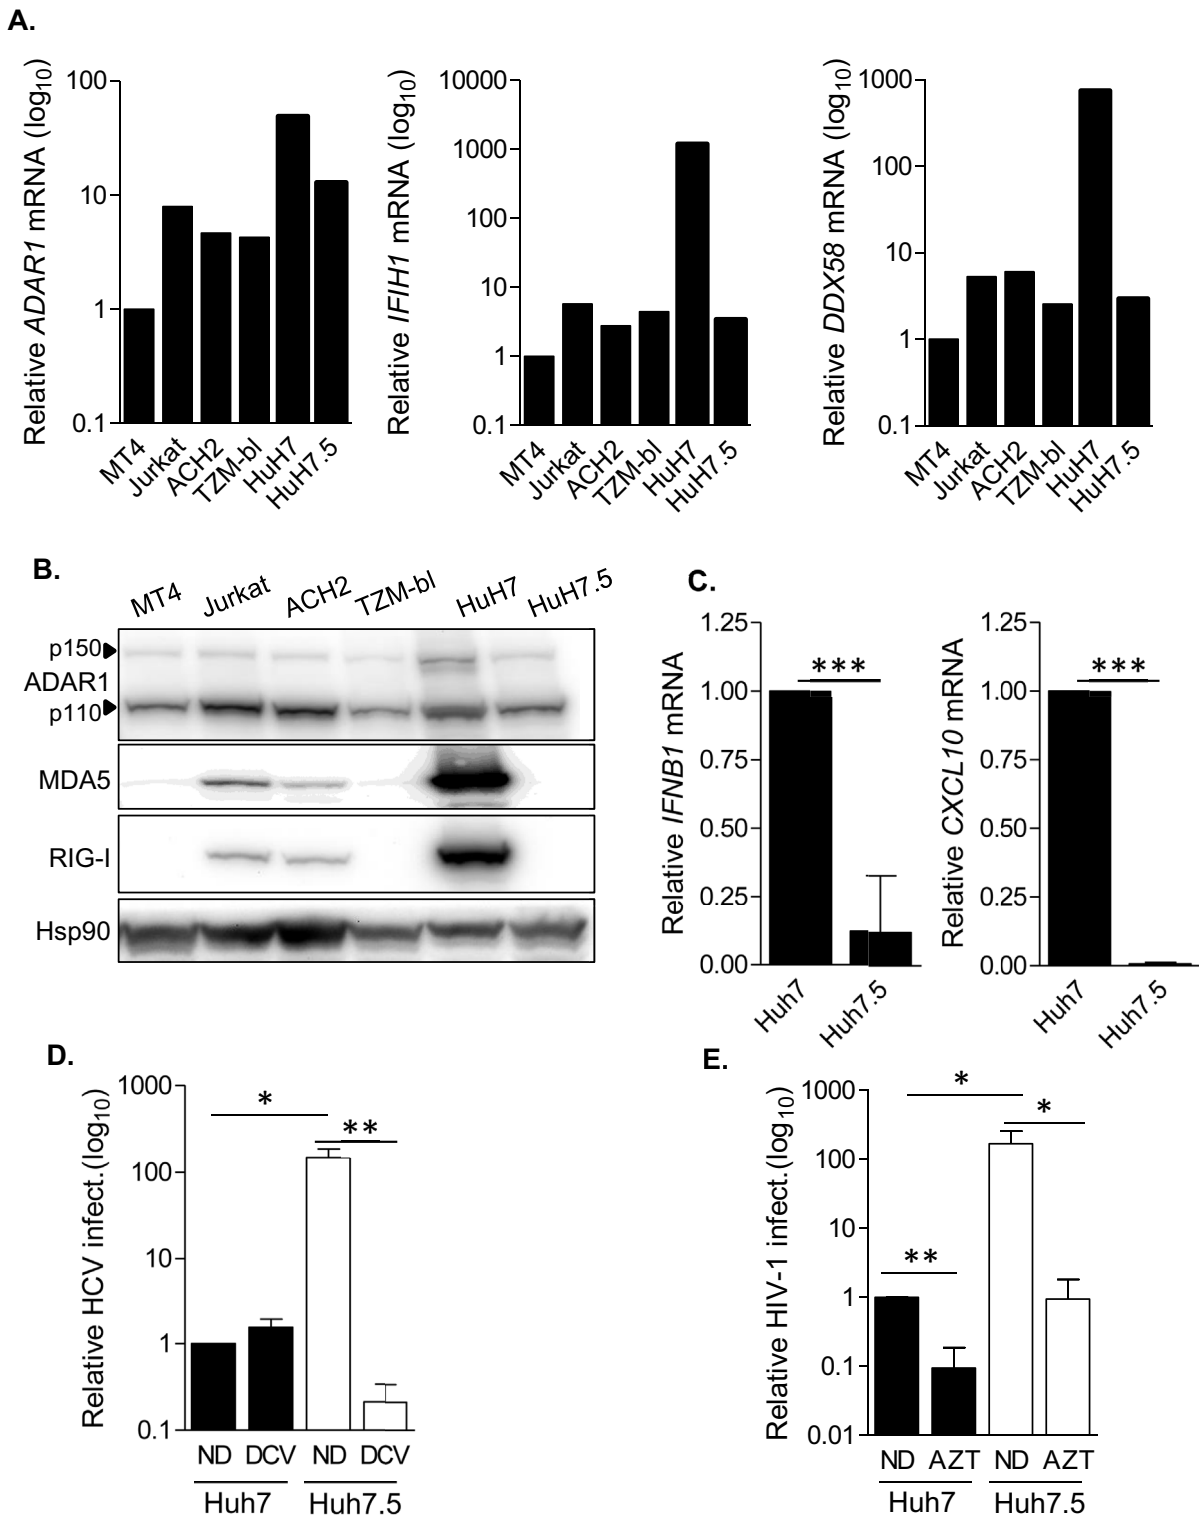 A.
Relative ADAR1 mRNA (log10)
100
10
1
0.1
MT4
Jurkat
ACH2
TZM-bl
HuH7
HuH7.5
Relative IFIH1 mRNA (log10)
10000
1000
100
10
1
0.1
MT4
Jurkat
ACH2
TZM-bl
HuH7
HuH7.5
Relative DDX58 mRNA (log10)
1000
100
10
1
0.1
MT4
Jurkat
ACH2
TZM-bl
HuH7
HuH7.5
B.
MT4
Jurkat
ACH2
TZM-bl
HuH7
HuH7.5
p150
ADAR1
p110
MDA5
RIG-I
Hsp90
C.
Relative IFNB1 mRNA
1.25
1.00
0.75
0.50
0.25
0.00
***
Huh7
Huh7.5
Relative CXCL10 mRNA
1.25
1.00
0.75
0.50
0.25
0.00
***
Huh7
Huh7.5
D.
Relative HCV infect.(log10)
1000
100
10
1
0.1
*
**
ND DCV ND DCV
Huh7 Huh7.5
E.
Relative HIV-1 infect.(log10)
1000
100
10
1
0.1
0.01
*
*
**
ND AZT ND AZT
Huh7 Huh7.5